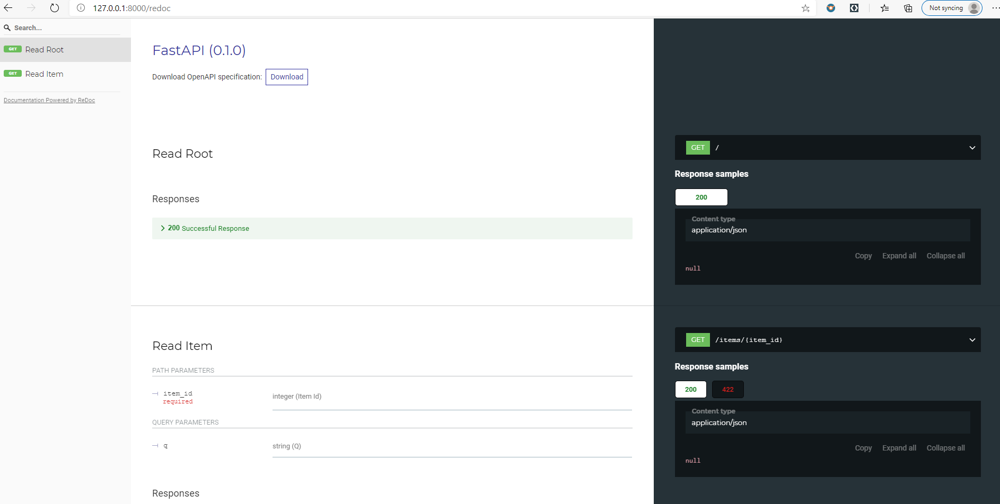 127.0.0.1:8000/redoc
Not syncing
Search...
GET Read Root
GET Read Item
Documentation Powered by ReDoc
FastAPI (0.1.0)
Download OpenAPI specification: Download
Read Root
Responses
200 Successful Response
GET /
Response samples
200
Content type
application/json
Copy Expand all Collapse all
null
Read Item
PATH PARAMETERS
item_id
required
integer (Item Id)
QUERY PARAMETERS
q
string (Q)
Responses
GET /items/{item_id}
Response samples
200 422
Content type
application/json
Copy Expand all Collapse all
null